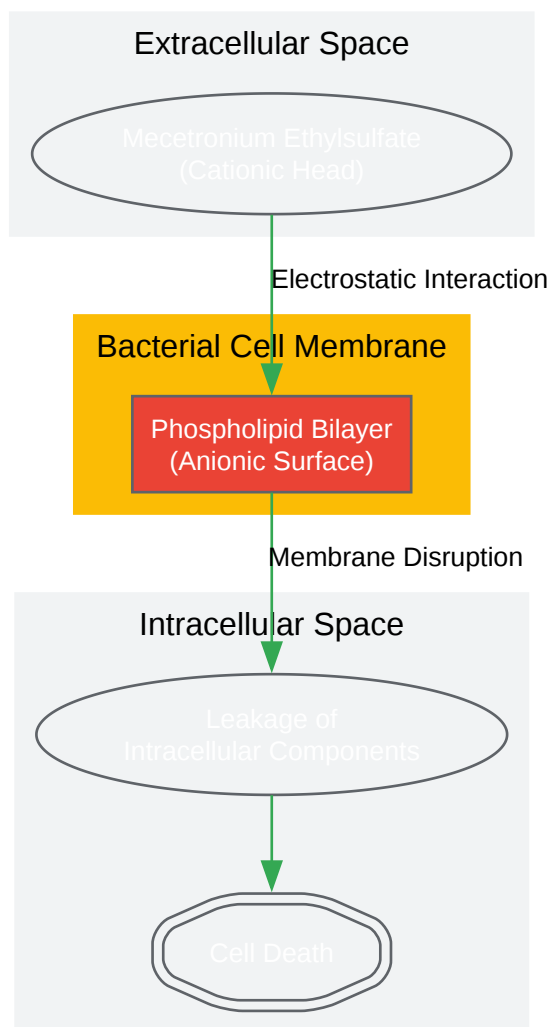 Extracellular Space
Mecetronium Ethylsulfate
(Cationic Head)
Electrostatic Interaction
Bacterial Cell Membrane
Phospholipid Bilayer
(Anionic Surface)
Membrane Disruption
Intracellular Space
Leakage of
Intracellular Components
Cell Death